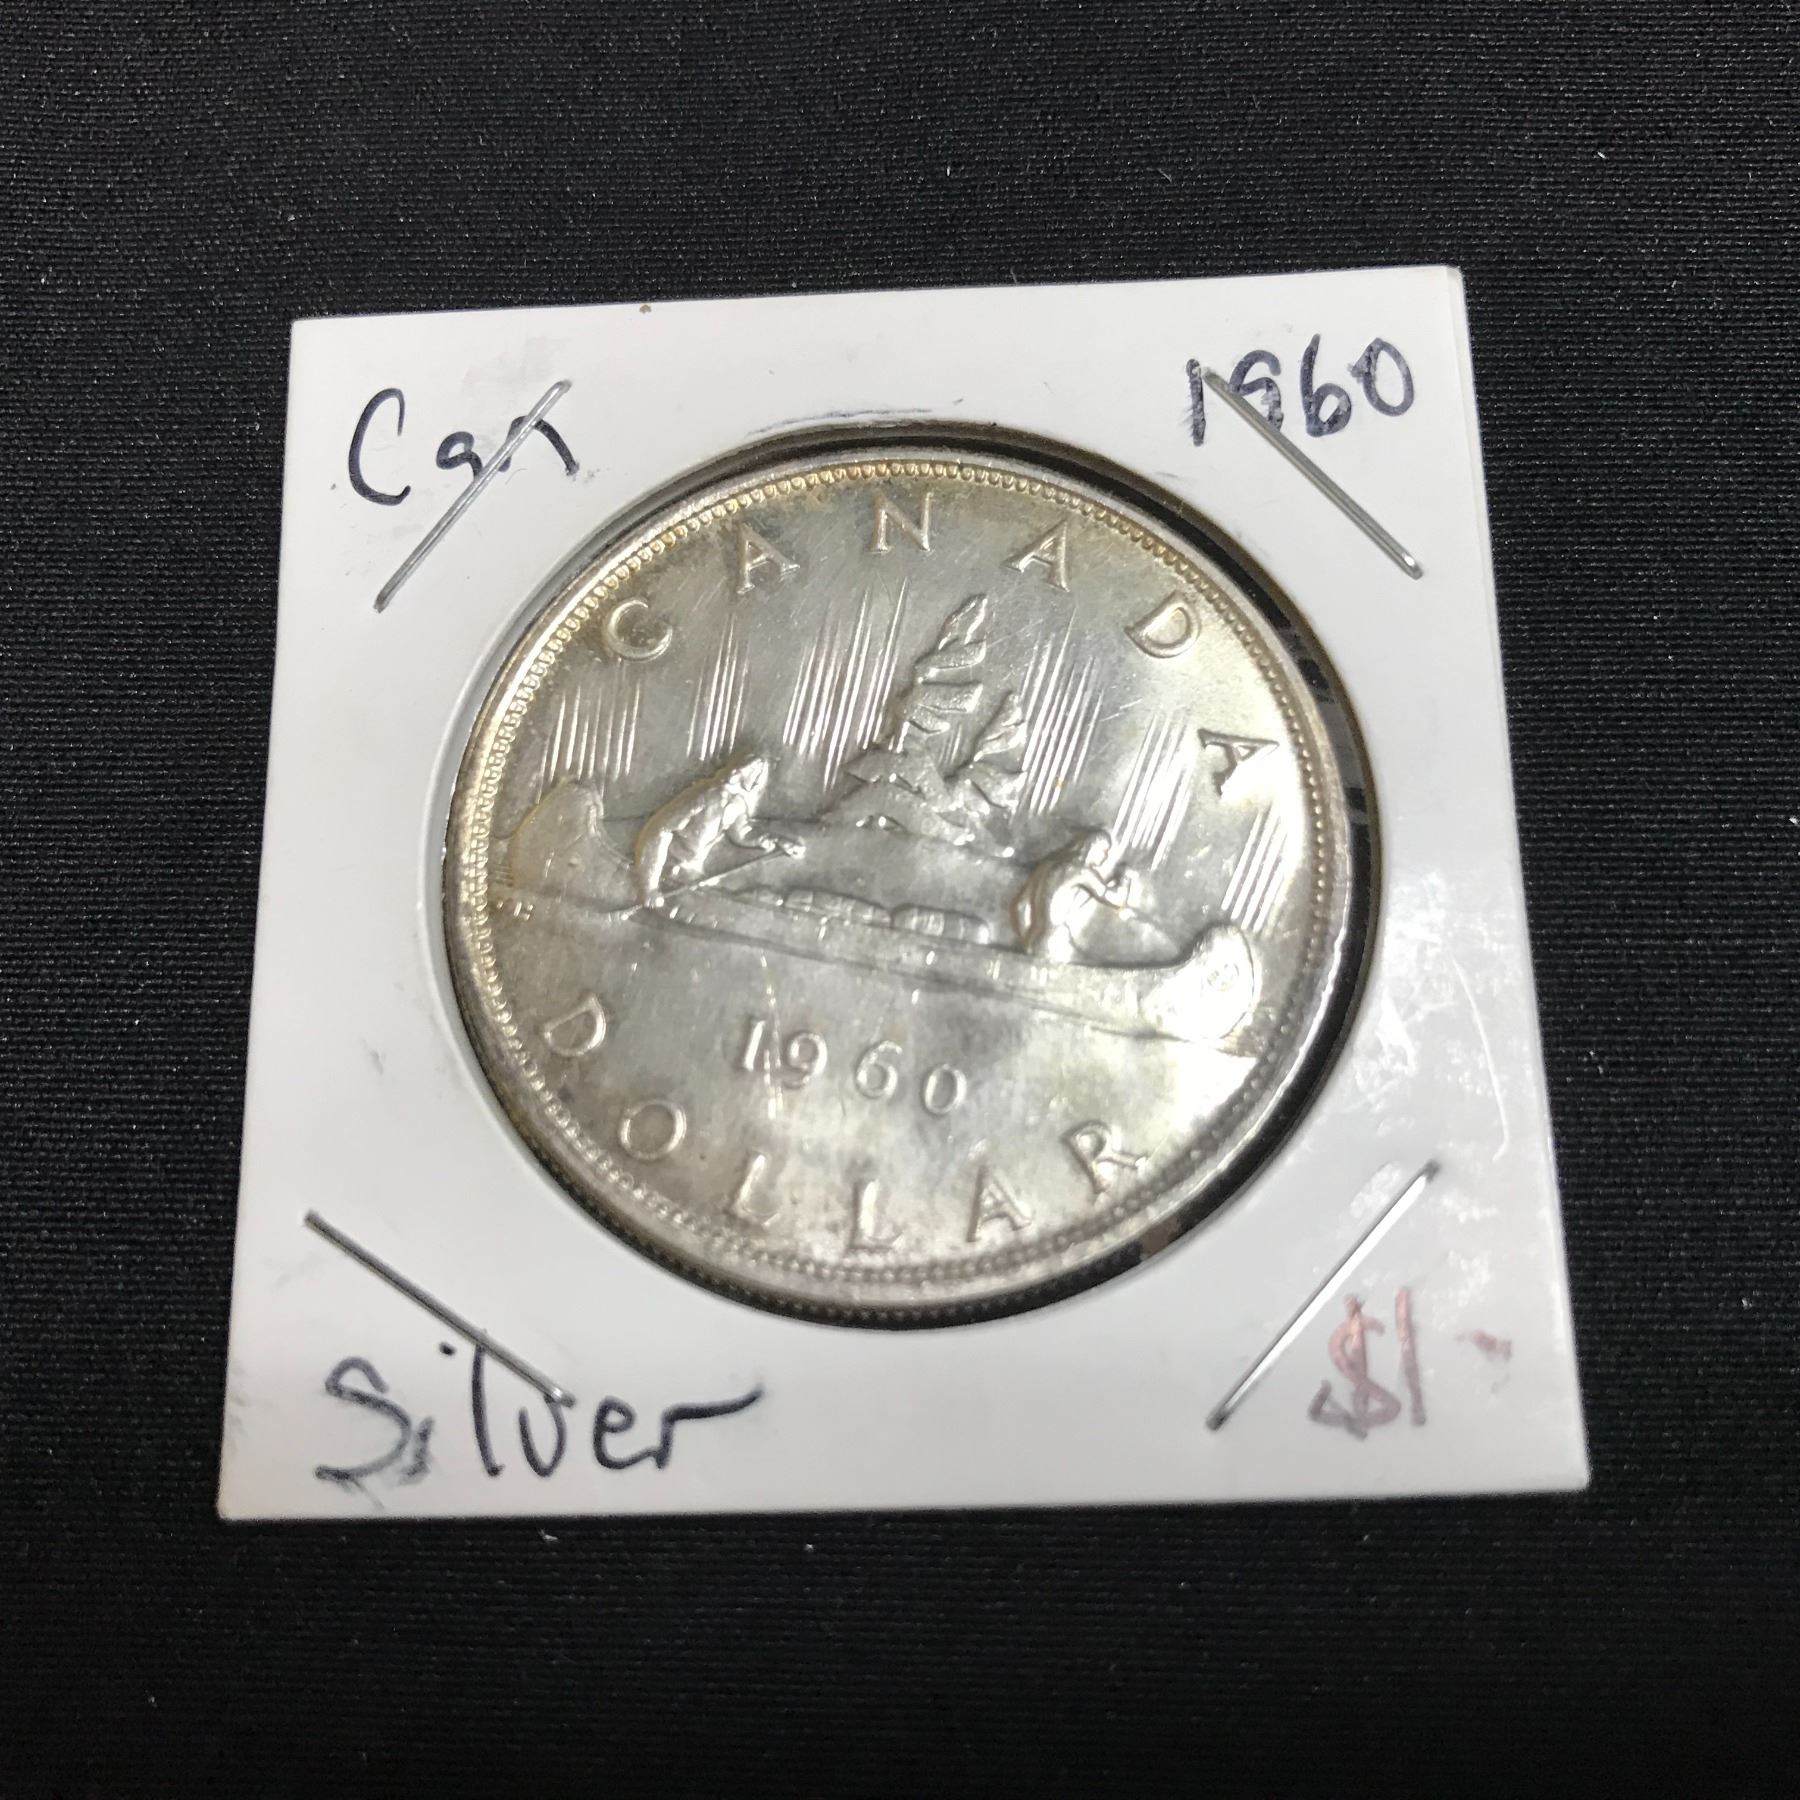 Can 1960
CANADA
1960
DOLLAR
Silver $1-